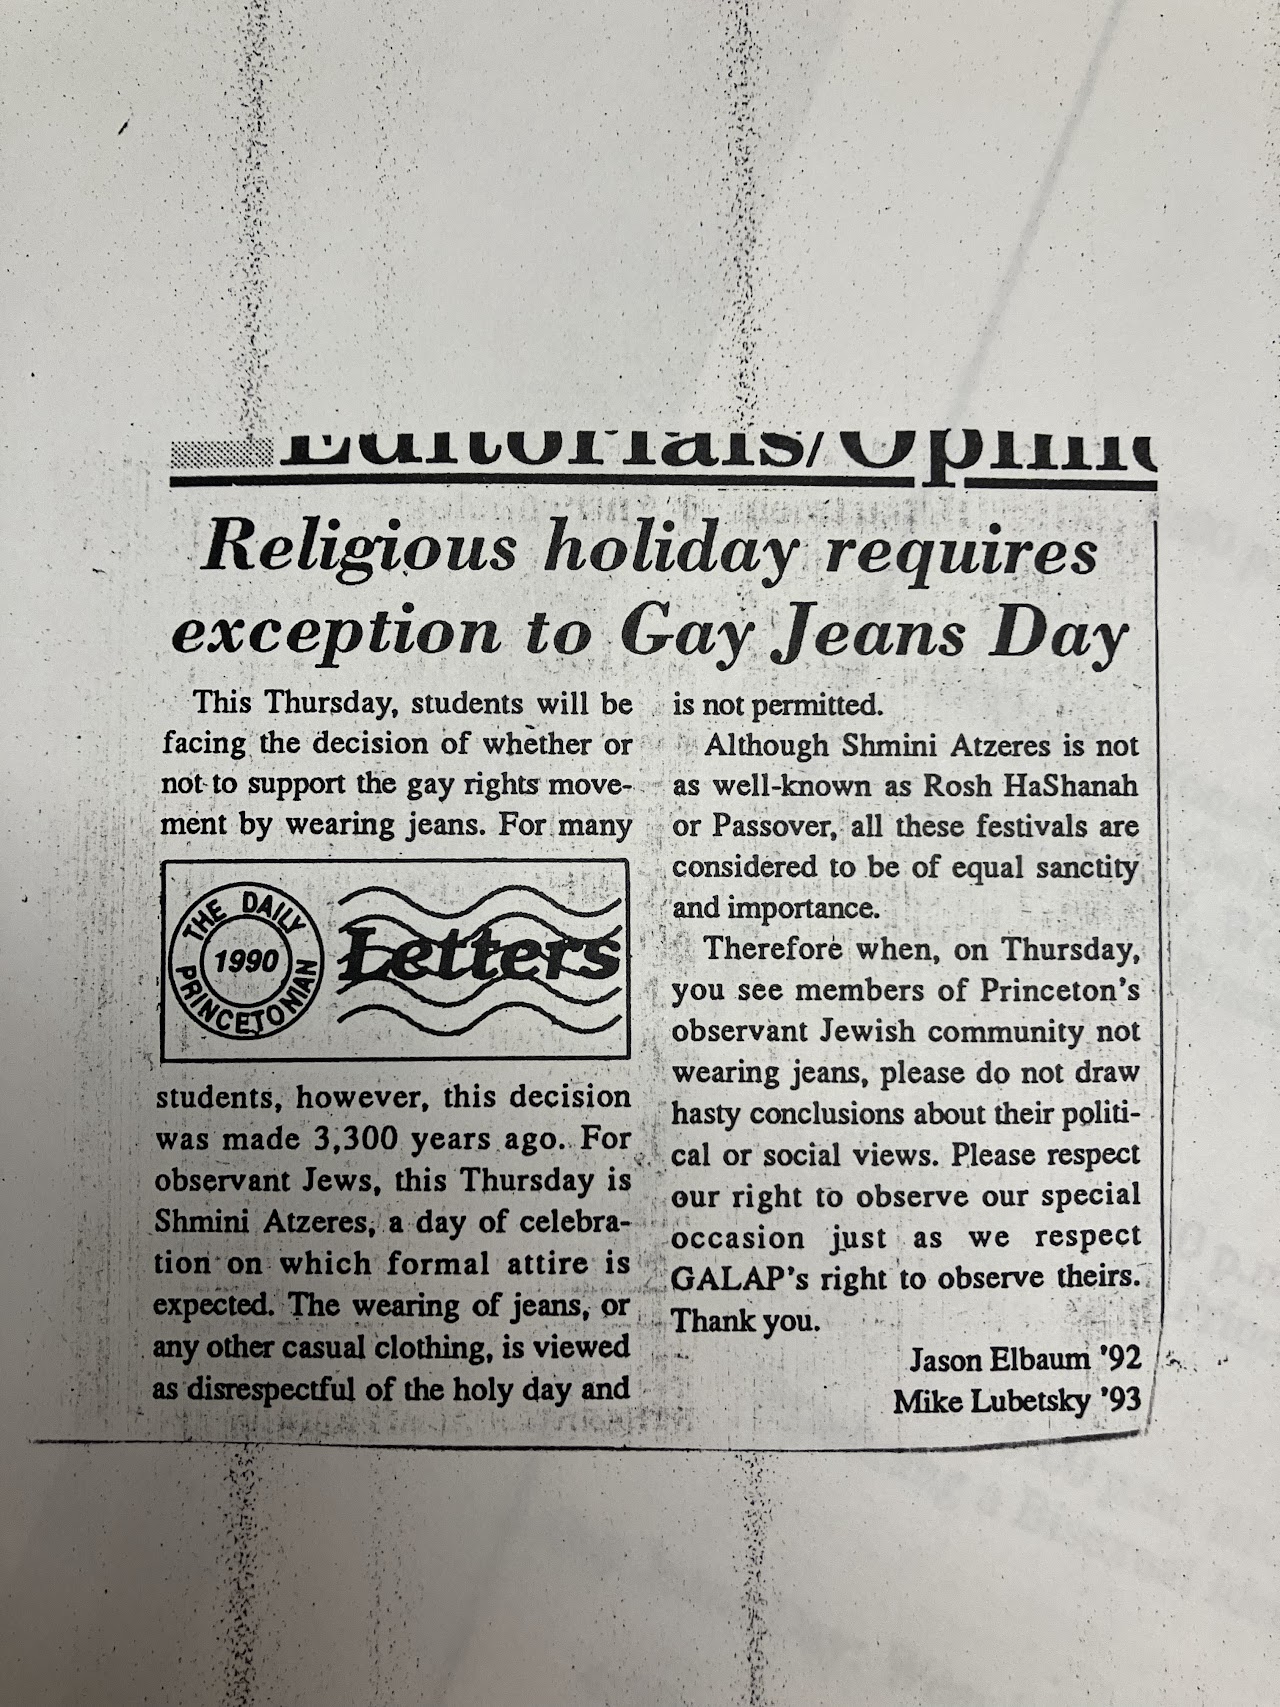 Editorials/Opini
Religious holiday requires
exception to Gay Jeans Day
This Thursday, students will be
facing the decision of whether or
not to support the gay rights move-
ment by wearing jeans. For many
THE DAILY
PRINCETONIAN
1990
Letters
students, however, this decision
was made 3,300 years ago. For
observant Jews, this Thursday is
Shmini Atzeres, a day of celebra-
tion on which formal attire is
expected. The wearing of jeans, or
any other casual clothing, is viewed
as disrespectful of the holy day and
is not permitted.
Although Shmini Atzeres is not
as well-known as Rosh HaShanah
or Passover, all these festivals are
considered to be of equal sanctity
and importance.
Therefore when, on Thursday,
you see members of Princeton's
observant Jewish community not
wearing jeans, please do not draw
hasty conclusions about their politi-
cal or social views. Please respect
our right to observe our special
occasion just as we respect
GALAP's right to observe theirs.
Thank you.
Jason Elbaum '92
Mike Lubetsky '93